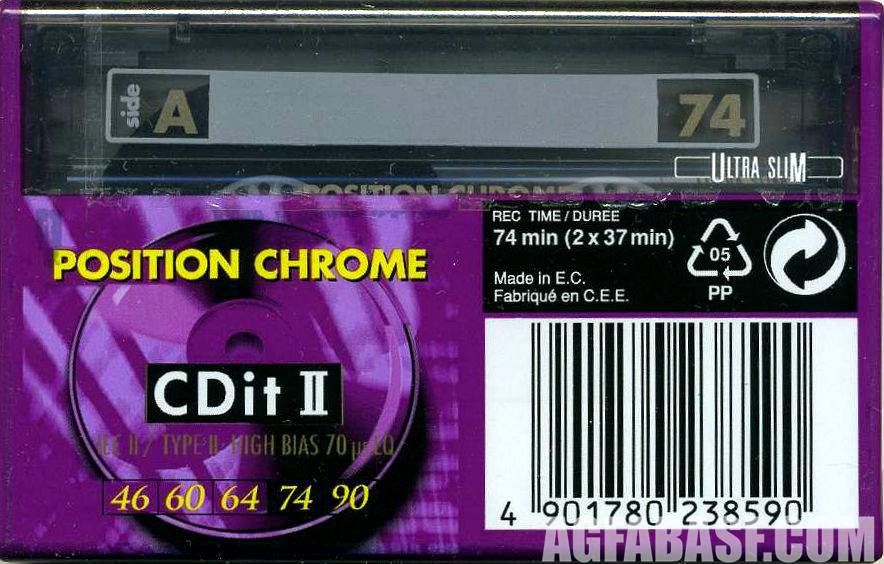 side A 74
ULTRA SLIM
POSITION CHROME
POSITION CHROME
CDit II
IEC II / TYPE II HIGH BIAS 70 µs EQ
46 60 64 74 90
REC TIME / DUREE
74 min (2 x 37 min)
Made in E.C.
Fabriqué en C.E.E.
05
PP
4 901780 238590
AGFABASF.COM